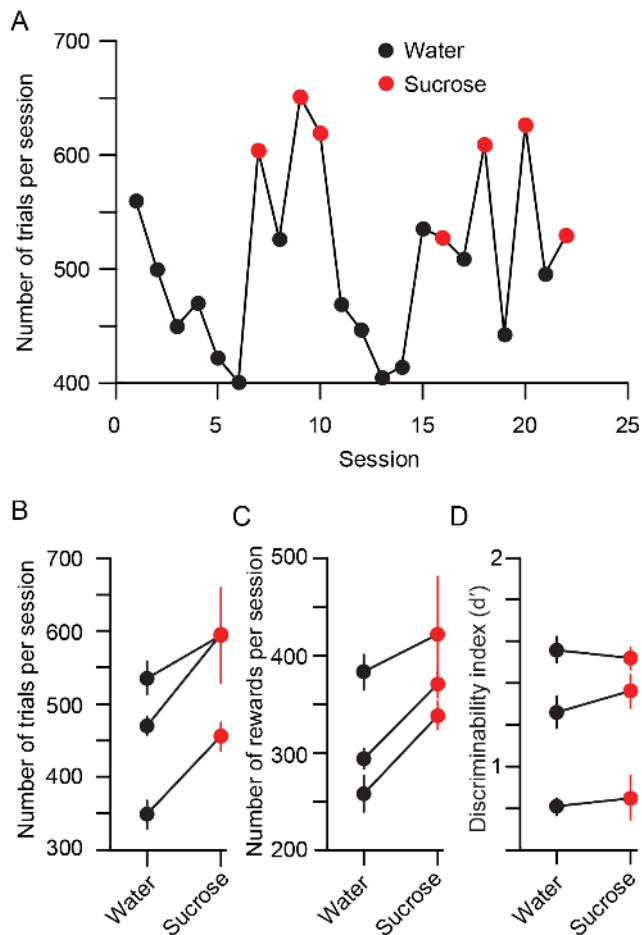 A
Number of trials per session
700
600
500
400
Water
Sucrose
0
5
10
15
20
25
Session
B
Number of trials per session
700
600
500
400
300
Water
Sucrose
C
Number of rewards per session
500
400
300
200
Water
Sucrose
D
Discriminability index (d′)
2
1
Water
Sucrose